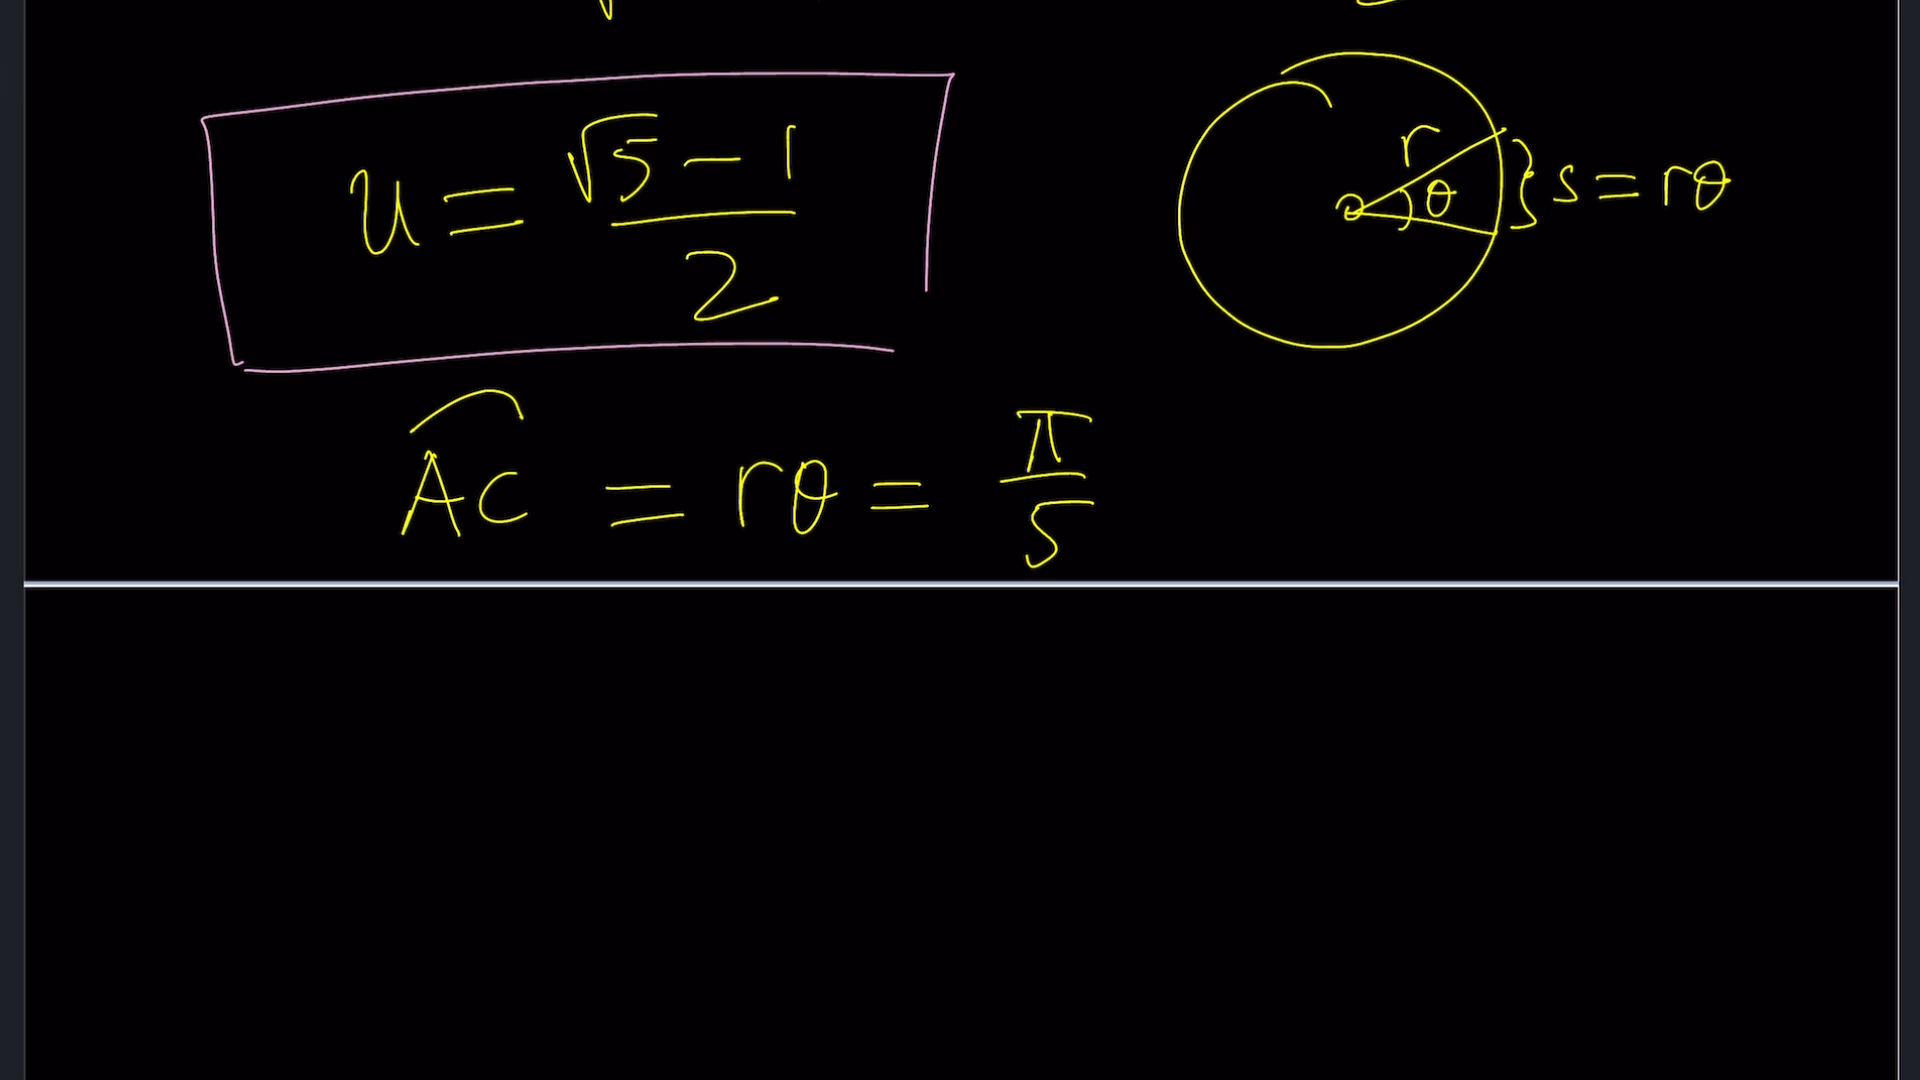 u = √5 - 1 / 2
r
θ
s = rθ
AC = rθ = π/5